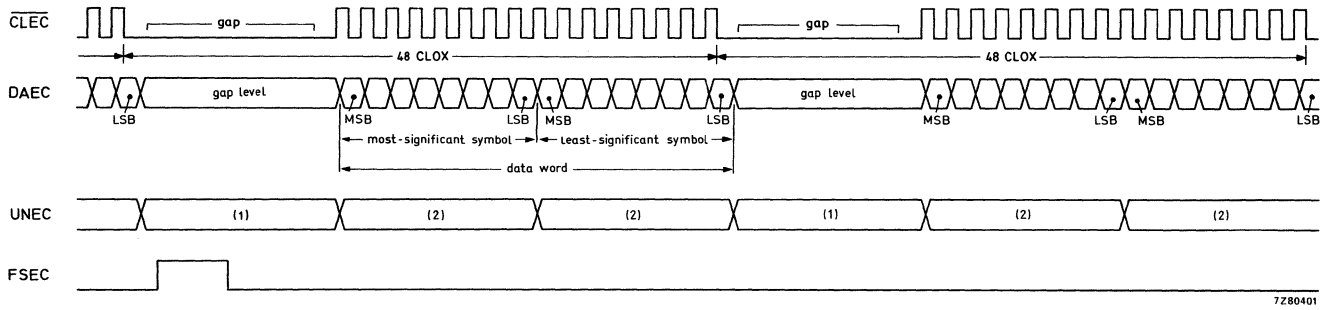 CLEC gap gap
48 CLOX 48 CLOX
DAEC gap level gap level
LSB MSB LSB MSB LSB MSB LSB MSB LSB
most-significant symbol least-significant symbol
data word
UNEC (1) (2) (2) (1) (2) (2)
FSEC
7Z80401